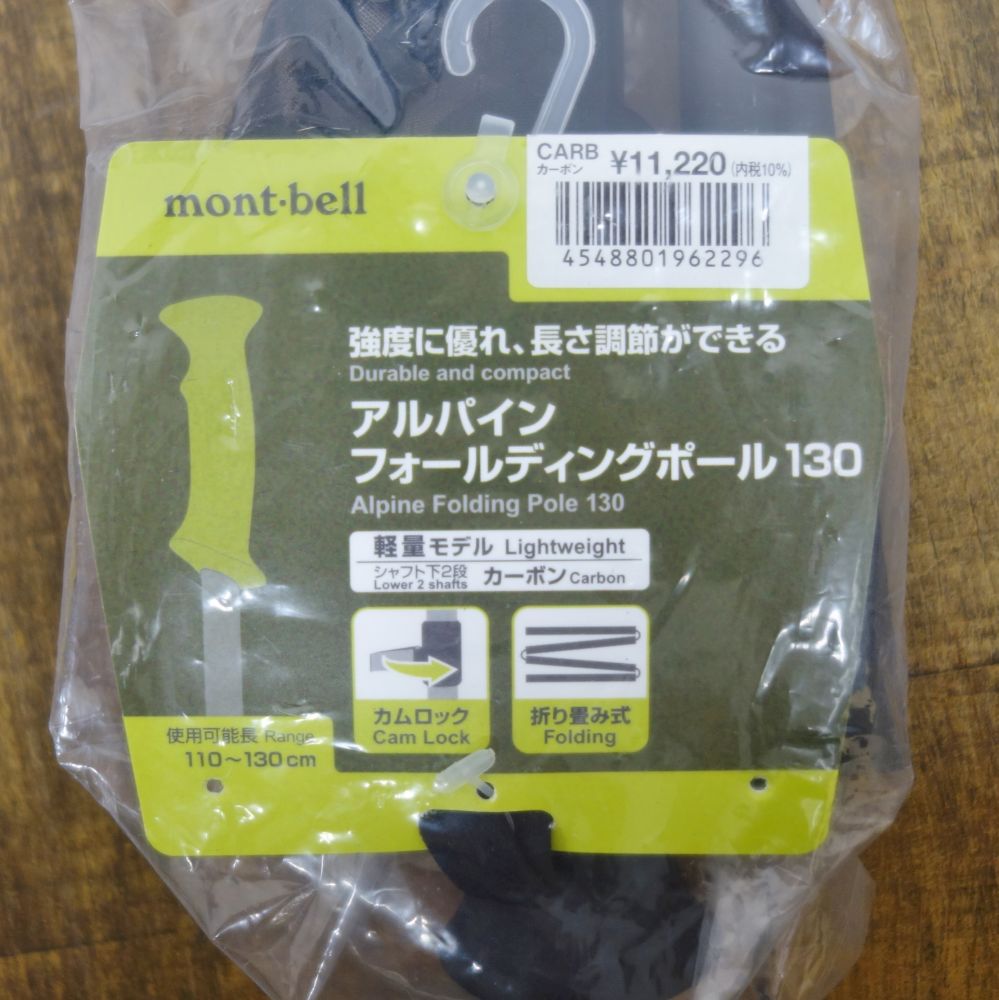 mont·bell
CARB ¥11,220 (内税10%)
カーボン
4548801962296
強度に優れ、長さ調節ができる
Durable and compact
アルパイン
フォールディングポール130
Alpine Folding Pole 130
軽量モデル Lightweight
シャフト下2段 カーボン Carbon
Lower 2 shafts
カムロック
Cam Lock
折り畳み式
Folding
使用可能長 Range
110〜130cm